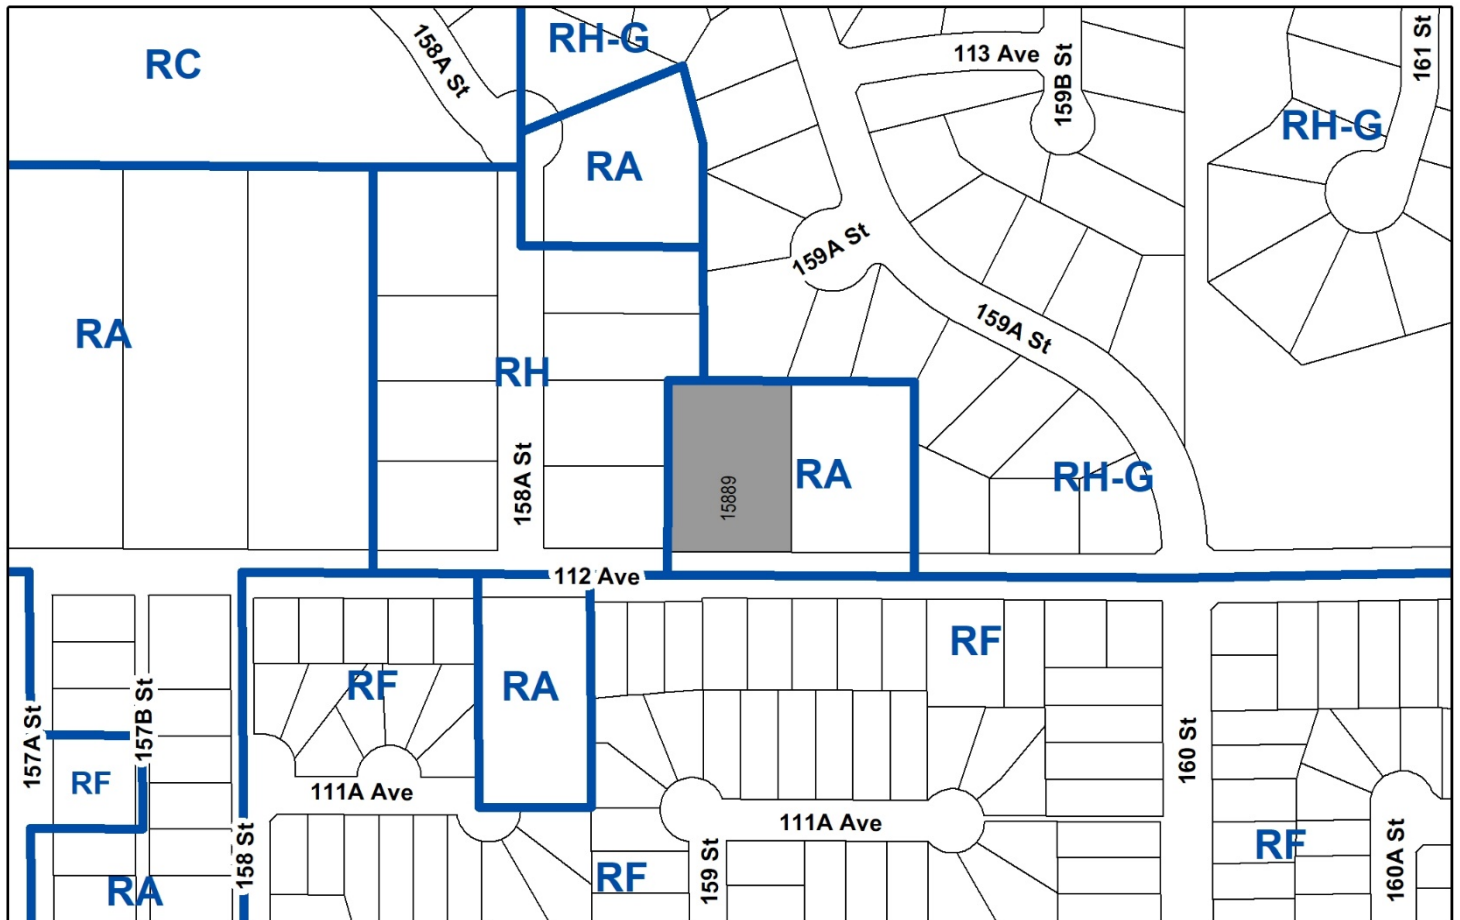 RH-G
113 Ave
161 St
RC
158A St
159B St
RH-G
RA
159A St
RA
159A St
RH
158A St
15889
RA
RH-G
112 Ave
RF
RF
RA
157A St
157B St
160 St
RF
111A Ave
111A Ave
158 St
159 St
RF
RF
160A St
RA